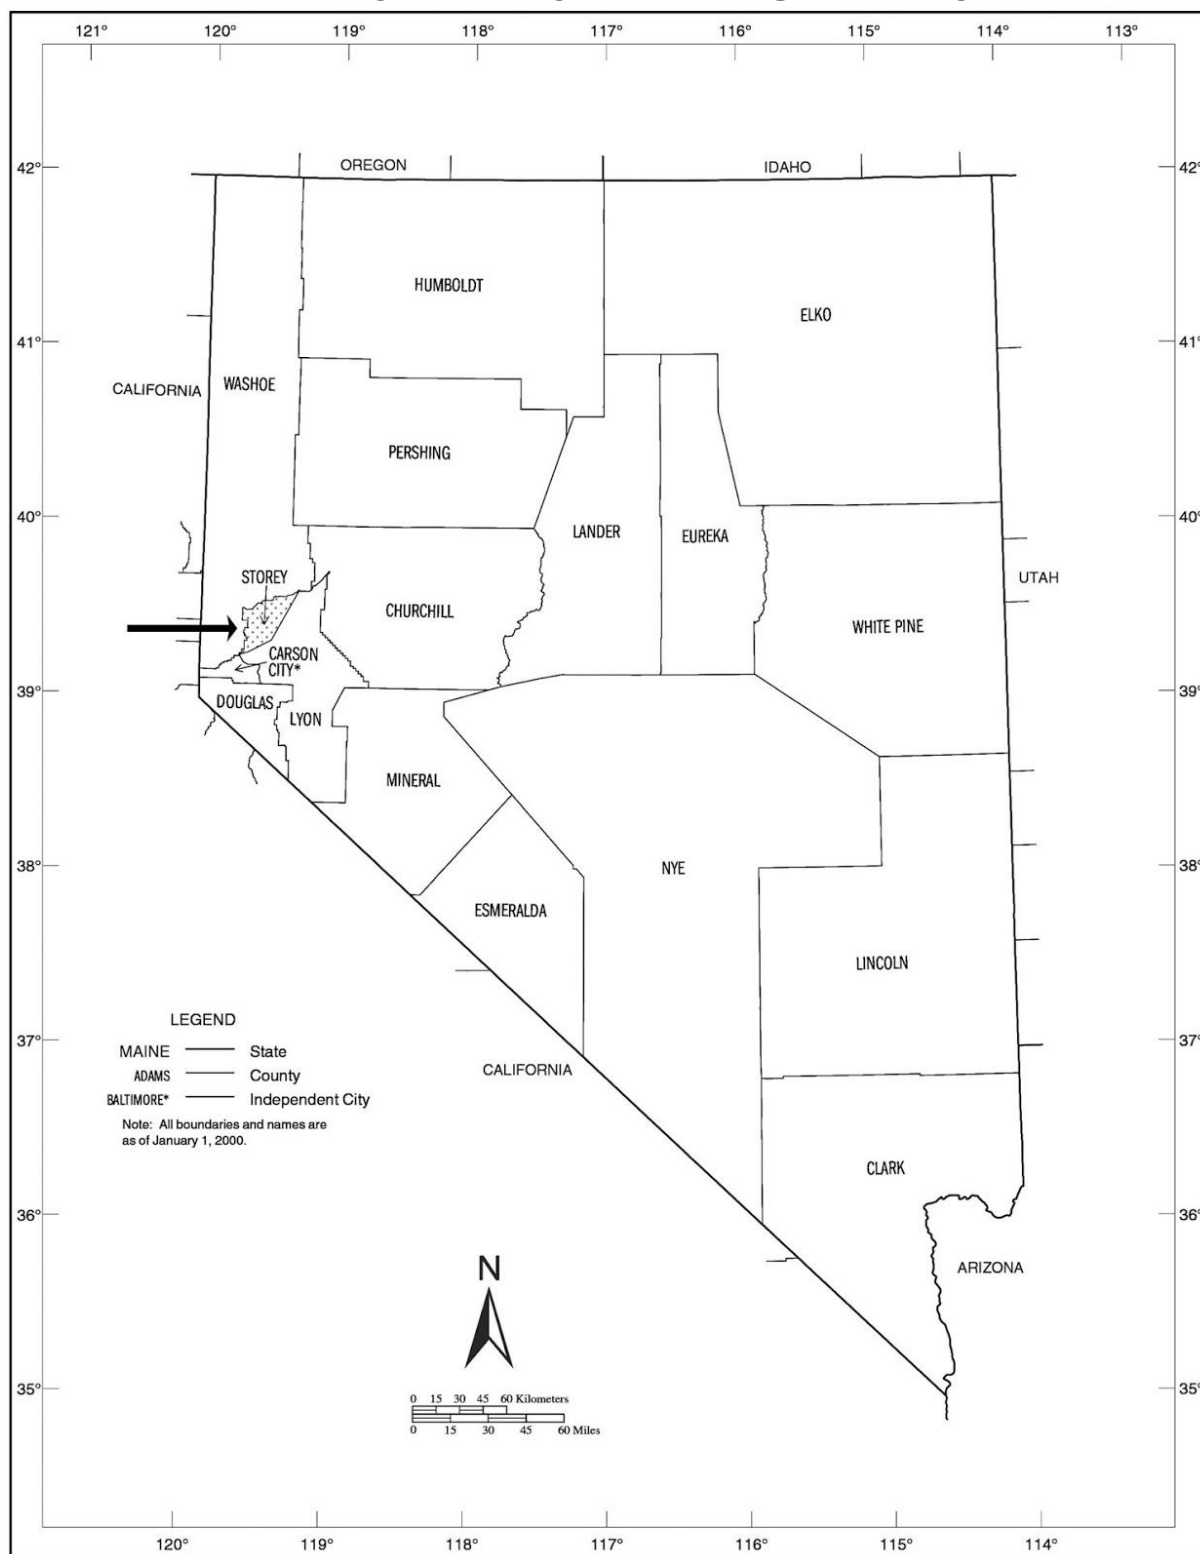 121° 120° 119° 118° 117° 116° 115° 114° 113°
42° OREGON IDAHO 42°
HUMBOLDT
ELKO
41° 41°
WASHOE
CALIFORNIA
PERSHING
40° 40°
LANDER
EUREKA
STOREY
UTAH
CHURCHILL
WHITE PINE
CARSON
CITY*
39° 39°
DOUGLAS
LYON
MINERAL
38° 38°
NYE
ESMERALDA
LINCOLN
LEGEND
37° 37°
MAINE State
CALIFORNIA
ADAMS County
BALTIMORE* Independent City
Note: All boundaries and names are
as of January 1, 2000.
CLARK
36° 36°
N
ARIZONA
35° 35°
0 15 30 45 60 Kilometers
0 15 30 45 60 Miles
120° 119° 118° 117° 116° 115° 114°